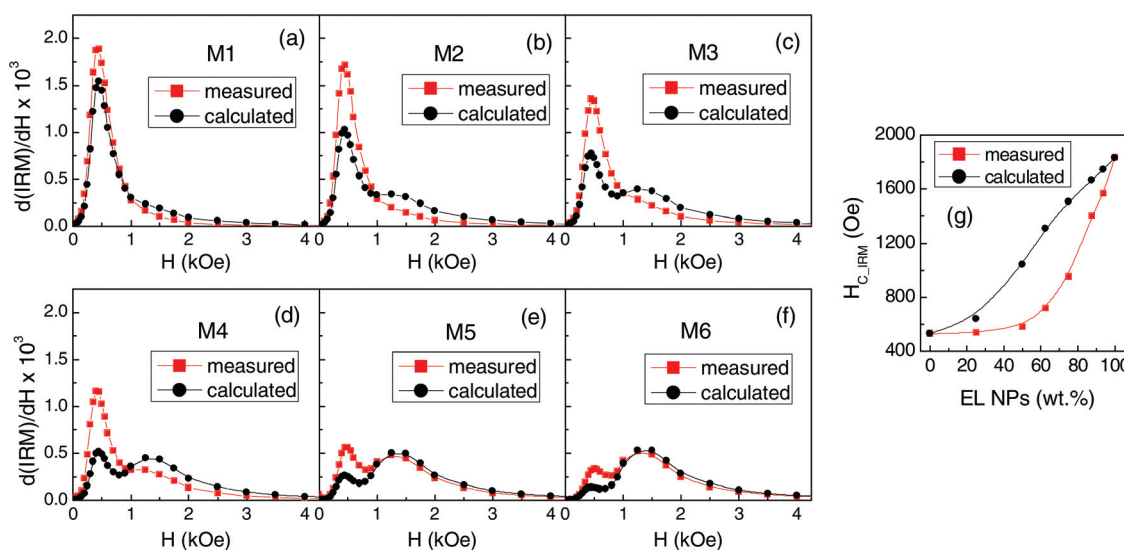 d(IRM)/dH x 10³
2.0
1.5
1.0
0.5
0.0
M1
(a)
measured
calculated
0 1 2 3 4
H (kOe)
M2
(b)
measured
calculated
0 1 2 3 4
H (kOe)
M3
(c)
measured
calculated
0 1 2 3 4
H (kOe)
d(IRM)/dH x 10³
2.0
1.5
1.0
0.5
0.0
M4
(d)
measured
calculated
0 1 2 3 4
H (kOe)
M5
(e)
measured
calculated
0 1 2 3 4
H (kOe)
M6
(f)
measured
calculated
0 1 2 3 4
H (kOe)
H_C_IRM (Oe)
2000
1600
1200
800
400
measured
calculated
(g)
0 20 40 60 80 100
EL NPs (wt.%)